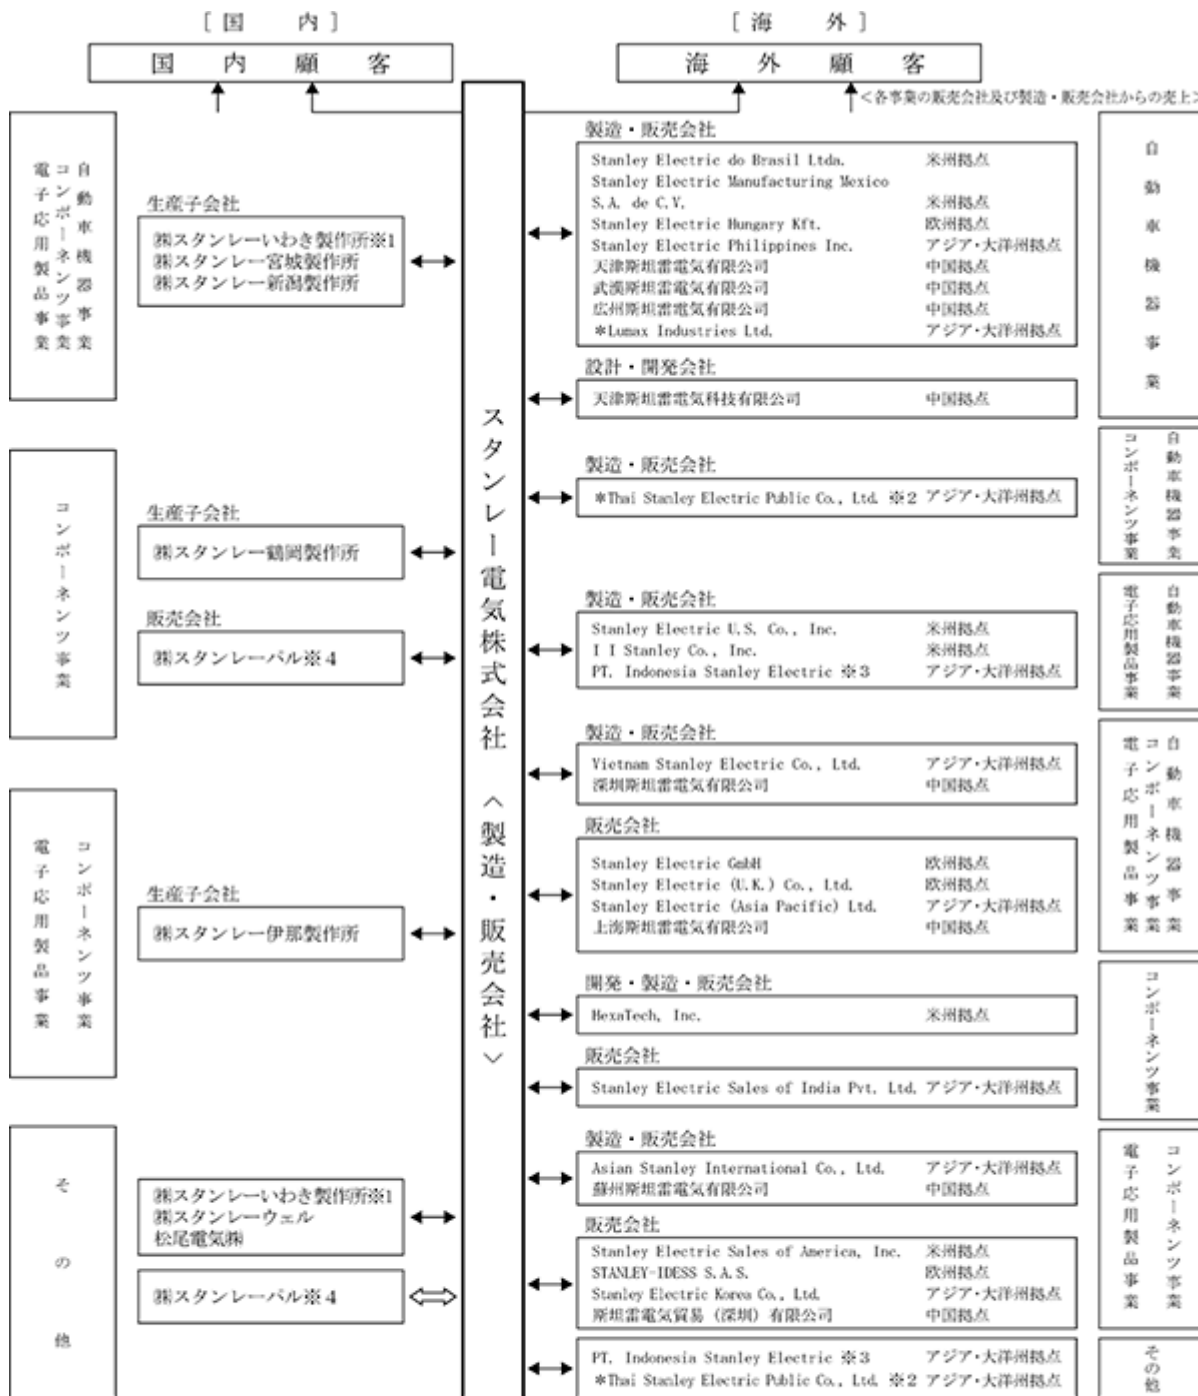 ［国　　内］
国　内　顧　客
自動車機器事業
コンポーネンツ事業
電子応用製品事業
生産子会社
㈱スタンレーいわき製作所※1
㈱スタンレー宮城製作所
㈱スタンレー新潟製作所
コンポーネンツ事業
生産子会社
㈱スタンレー鶴岡製作所
販売会社
㈱スタンレーパル※4
コンポーネンツ事業
電子応用製品事業
生産子会社
㈱スタンレー伊那製作所
その他
㈱スタンレーいわき製作所※1
㈱スタンレーウェル
松尾電気㈱
㈱スタンレーパル※4
スタンレー電気株式会社　〈製造・販売会社〉
［海　　外］
海　外　顧　客
＜各事業の販売会社及び製造・販売会社からの売上＞
製造・販売会社
Stanley Electric do Brasil Ltda.　米州拠点
Stanley Electric Manufacturing Mexico
S.A. de C.V.　米州拠点
Stanley Electric Hungary Kft.　欧州拠点
Stanley Electric Philippines Inc.　アジア・大洋州拠点
天津斯坦雷電気有限公司　中国拠点
武漢斯坦雷電気有限公司　中国拠点
広州斯坦雷電気有限公司　中国拠点
*Lumax Industries Ltd.　アジア・大洋州拠点
設計・開発会社
天津斯坦雷電気科技有限公司　中国拠点
自動車機器事業
製造・販売会社
*Thai Stanley Electric Public Co., Ltd. ※2　アジア・大洋州拠点
自動車機器事業
コンポーネンツ事業
製造・販売会社
Stanley Electric U.S. Co., Inc.　米州拠点
I I Stanley Co., Inc.　米州拠点
PT. Indonesia Stanley Electric ※3　アジア・大洋州拠点
自動車機器事業
電子応用製品事業
製造・販売会社
Vietnam Stanley Electric Co., Ltd.　アジア・大洋州拠点
深圳斯坦雷電気有限公司　中国拠点
販売会社
Stanley Electric GmbH　欧州拠点
Stanley Electric (U.K.) Co., Ltd.　欧州拠点
Stanley Electric (Asia Pacific) Ltd.　アジア・大洋州拠点
上海斯坦雷電気有限公司　中国拠点
自動車機器事業
コンポーネンツ事業
電子応用製品事業
開発・製造・販売会社
HexaTech, Inc.　米州拠点
販売会社
Stanley Electric Sales of India Pvt. Ltd.　アジア・大洋州拠点
コンポーネンツ事業
製造・販売会社
Asian Stanley International Co., Ltd.　アジア・大洋州拠点
蘇州斯坦雷電気有限公司　中国拠点
販売会社
Stanley Electric Sales of America, Inc.　米州拠点
STANLEY-IDESS S.A.S.　欧州拠点
Stanley Electric Korea Co., Ltd.　アジア・大洋州拠点
斯坦雷電気貿易（深圳）有限公司　中国拠点
コンポーネンツ事業
電子応用製品事業
PT. Indonesia Stanley Electric ※3　アジア・大洋州拠点
*Thai Stanley Electric Public Co., Ltd. ※2　アジア・大洋州拠点
その他